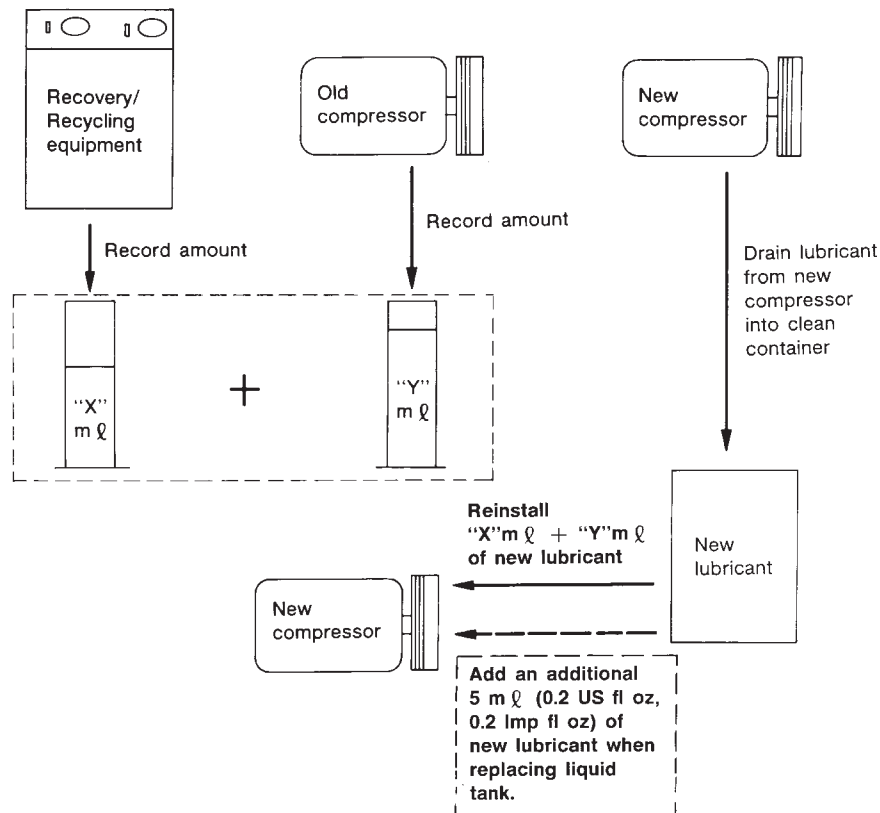 Recovery/
Recycling
equipment
Old
compressor
New
compressor
Record amount
Record amount
Drain lubricant
from new
compressor
into clean
container
“X”
m ℓ
+
“Y”
m ℓ
Reinstall
“X”m ℓ + “Y”m ℓ
of new lubricant
New
lubricant
New
compressor
Add an additional
5 m ℓ (0.2 US fl oz,
0.2 Imp fl oz) of
new lubricant when
replacing liquid
tank.